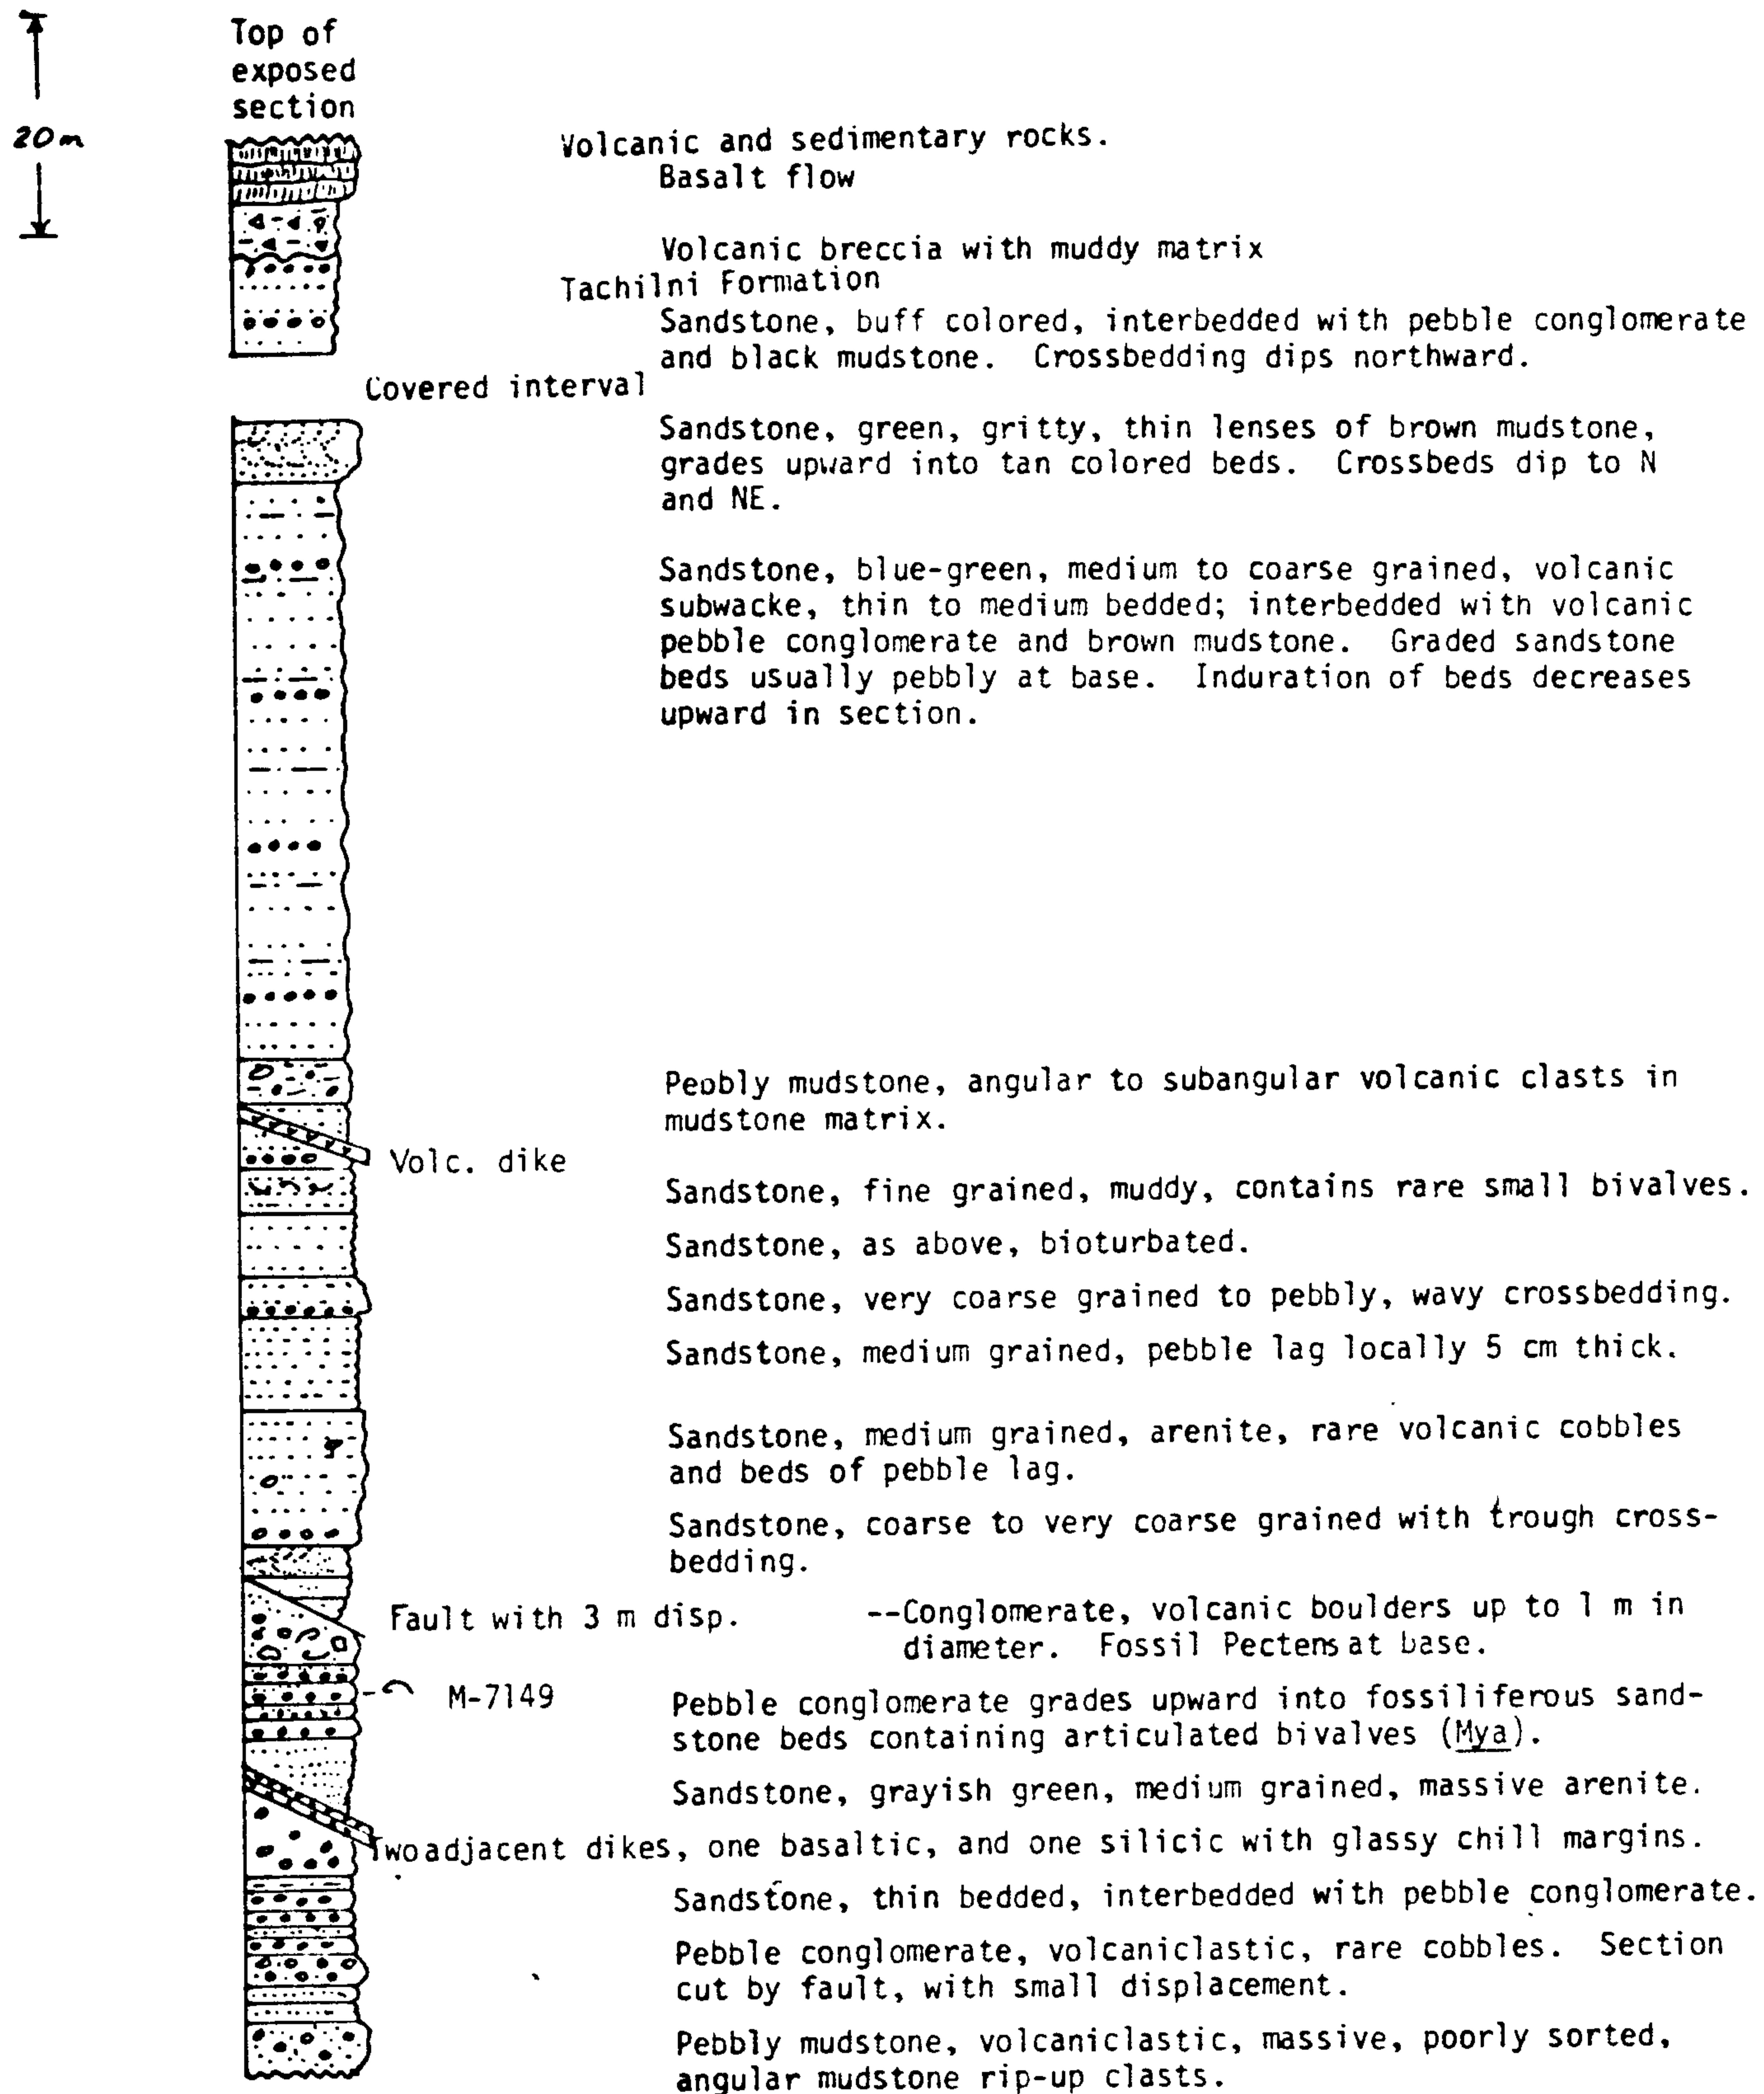 Top of
exposed
section
20m
Volcanic and sedimentary rocks.
Basalt flow
Volcanic breccia with muddy matrix
Tachilni Formation
Sandstone, buff colored, interbedded with pebble conglomerate
and black mudstone. Crossbedding dips northward.
Covered interval
Sandstone, green, gritty, thin lenses of brown mudstone,
grades upward into tan colored beds. Crossbeds dip to N
and NE.
Sandstone, blue-green, medium to coarse grained, volcanic
subwacke, thin to medium bedded; interbedded with volcanic
pebble conglomerate and brown mudstone. Graded sandstone
beds usually pebbly at base. Induration of beds decreases
upward in section.
Pebbly mudstone, angular to subangular volcanic clasts in
mudstone matrix.
Volc. dike
Sandstone, fine grained, muddy, contains rare small bivalves.
Sandstone, as above, bioturbated.
Sandstone, very coarse grained to pebbly, wavy crossbedding.
Sandstone, medium grained, pebble lag locally 5 cm thick.
Sandstone, medium grained, arenite, rare volcanic cobbles
and beds of pebble lag.
Sandstone, coarse to very coarse grained with trough cross-
bedding.
Fault with 3 m disp. --Conglomerate, volcanic boulders up to 1 m in
diameter. Fossil Pectens at base.
M-7149 Pebble conglomerate grades upward into fossiliferous sand-
stone beds containing articulated bivalves (Mya).
Sandstone, grayish green, medium grained, massive arenite.
Two adjacent dikes, one basaltic, and one silicic with glassy chill margins.
Sandstone, thin bedded, interbedded with pebble conglomerate.
Pebble conglomerate, volcaniclastic, rare cobbles. Section
cut by fault, with small displacement.
Pebbly mudstone, volcaniclastic, massive, poorly sorted,
angular mudstone rip-up clasts.